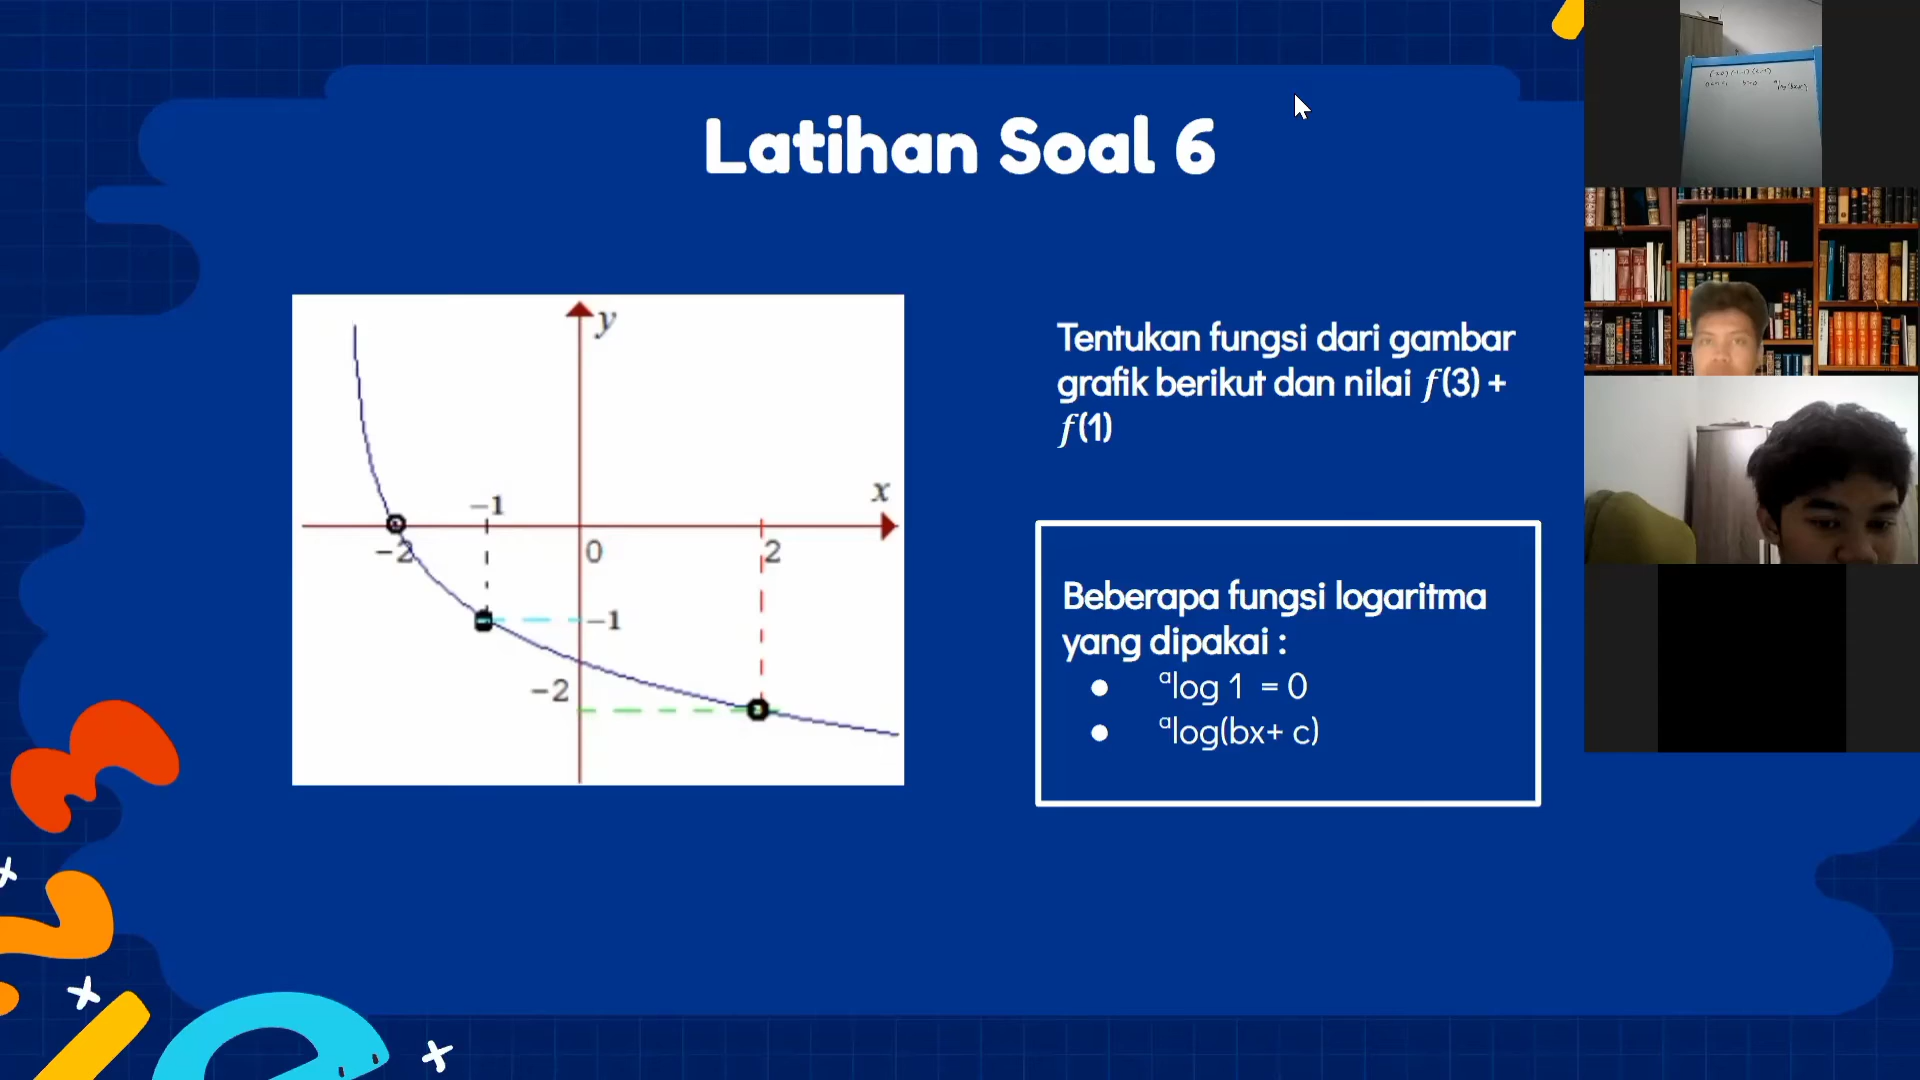 Latihan Soal 6
y
x
−1
−2
0
2
−1
−2
Tentukan fungsi dari gambar
grafik berikut dan nilai f(3) +
f(1)
Beberapa fungsi logaritma
yang dipakai :
● ᵃlog 1 = 0
● ᵃlog(bx+ c)